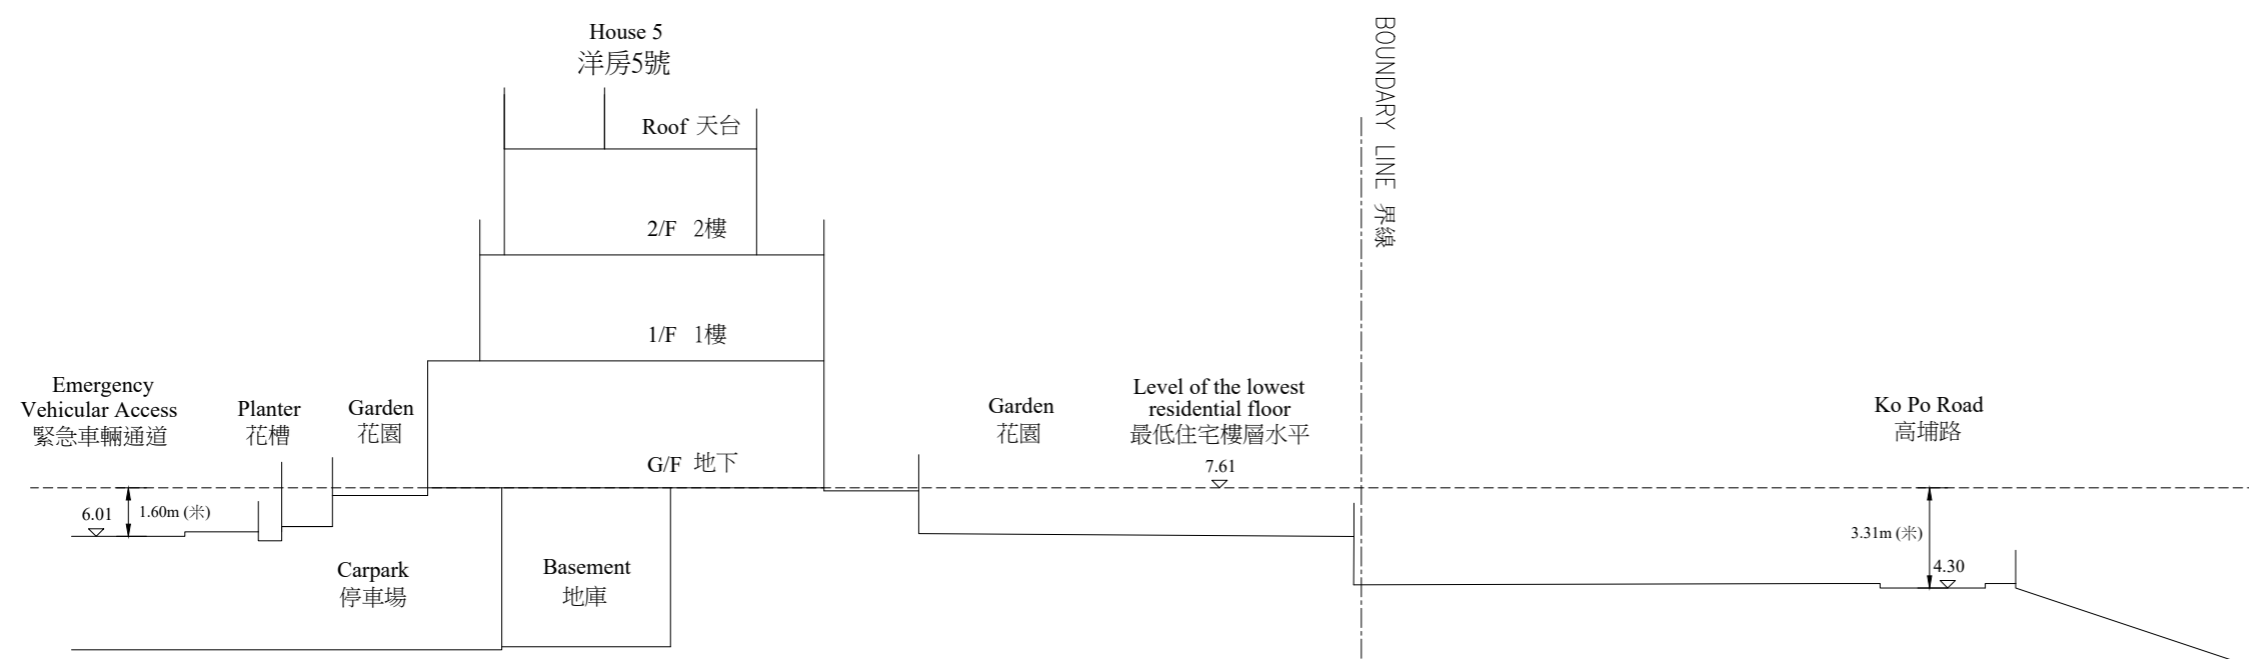 House 5
洋房5號
BOUNDARY LINE 界線
Roof 天台
2/F 2樓
1/F 1樓
Emergency
Vehicular Access
緊急車輛通道
Planter
花槽
Garden
花園
G/F 地下
Garden
花園
Level of the lowest
residential floor
最低住宅樓層水平
7.61
Ko Po Road
高埔路
6.01
1.60m (米)
3.31m (米)
4.30
Carpark
停車場
Basement
地庫